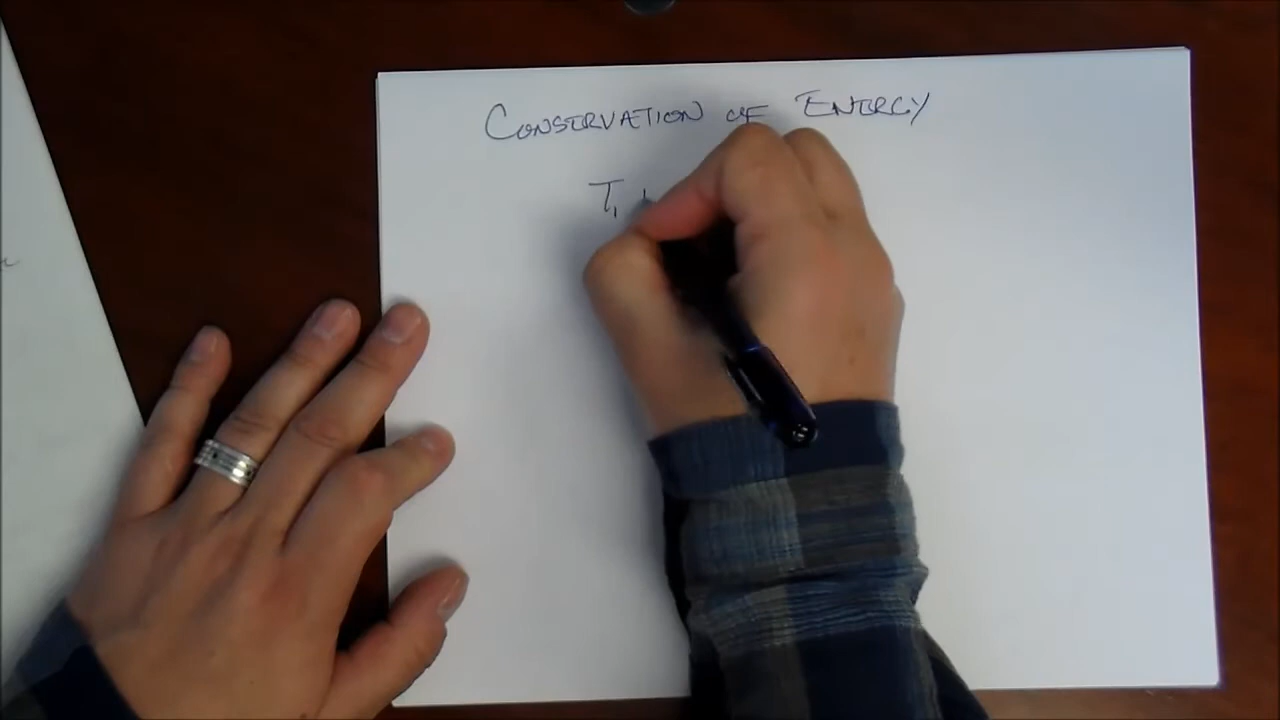 CONSERVATION OF ENERGY
T₁ +